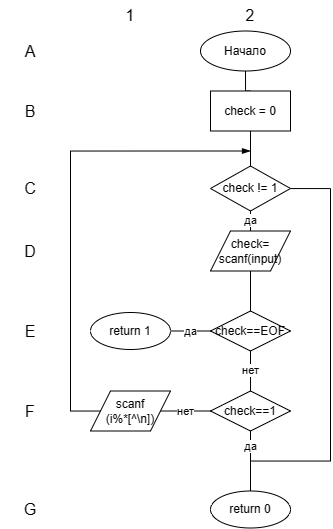 1 2
A
Начало
B
check = 0
C
check != 1
да
D
check=
scanf(input)
E
return 1
да
check==EOF
нет
F
scanf
(i%*[^\n])
нет
check==1
да
G
return 0